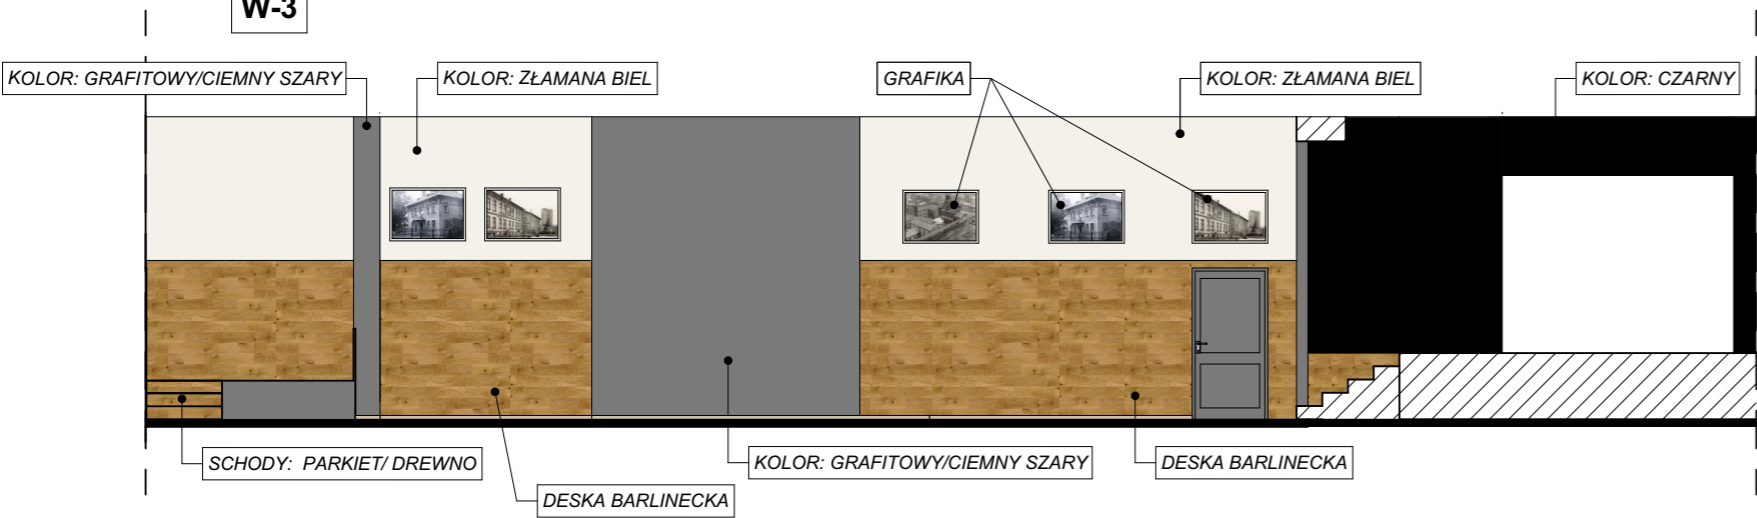 W-3
KOLOR: GRAFITOWY/CIEMNY SZARY
KOLOR: ZŁAMANA BIEL
GRAFIKA
KOLOR: ZŁAMANA BIEL
KOLOR: CZARNY
SCHODY: PARKIET/ DREWNO
KOLOR: GRAFITOWY/CIEMNY SZARY
DESKA BARLINECKA
DESKA BARLINECKA